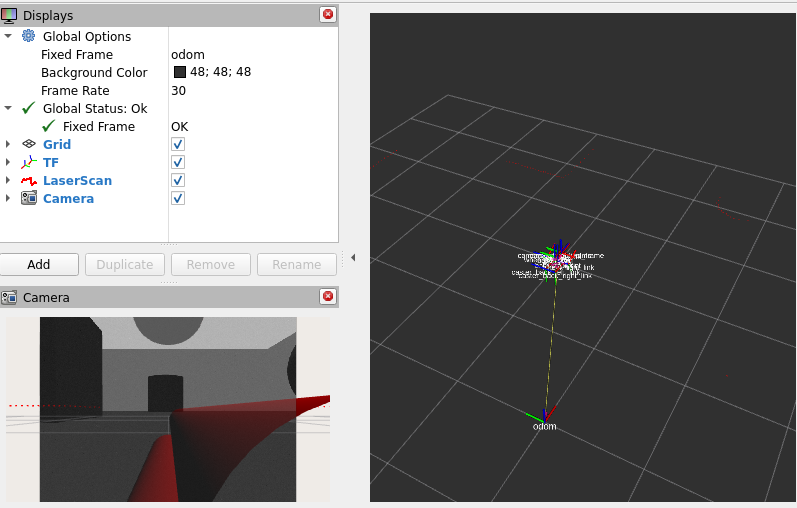 Displays
Global Options
Fixed Frame odom
Background Color 48; 48; 48
Frame Rate 30
Global Status: Ok
Fixed Frame OK
Grid
TF
LaserScan
Camera
Add Duplicate Remove Rename
Camera
caster_back_right_link
odom